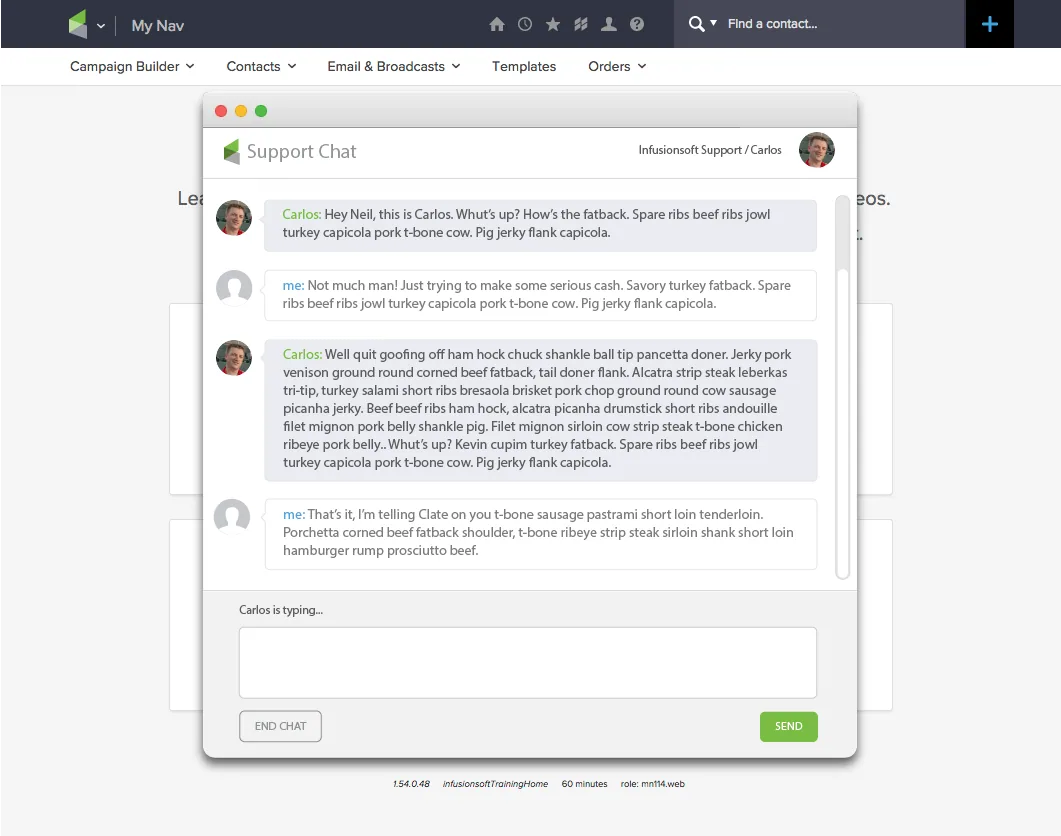 My Nav
Find a contact...
Campaign Builder
Contacts
Email & Broadcasts
Templates
Orders
Support Chat
Infusionsoft Support / Carlos
Lea
eos.
t.
Carlos: Hey Neil, this is Carlos. Whut's up? How's the fatback. Spare ribs beef ribs jowl
turkey capicola pork t-bone cow. Pig jerky flank capicola.
me: Not much man! Just trying to make some serious cash. Savory turkey fatback. Spare
ribs beef ribs jowl turkey capicola pork t-bone cow. Pig jerky flank capicola.
Carlos: Well quit goofing off ham hock chuck shankle ball tip pancetta doner. Jerky pork
venison ground round corned beef fatback, tail doner flank. Alcatra strip steak leberkas
tri-tip, turkey salami short ribs bresaola brisket pork chop ground round cow sausage
picanha jerky. Beef beef ribs ham hock, alcatra picanha drumstick short ribs andouille
filet mignon pork belly shankle pig. Filet mignon sirloin cow strip steak t-bone chicken
ribeye pork belly.. Whut's up? Kevin cupim turkey fatback. Spare ribs beef ribs jowl
turkey capicola pork t-bone cow. Pig jerky flank capicola.
me: That's it, I'm telling Clate on you t-bone sausage pastrami short loin tenderloin.
Porchetta corned beef fatback shoulder, t-bone ribeye strip steak sirloin shank short loin
hamburger rump prosciutto beef.
Carlos is typing...
END CHAT
SEND
1.54.0.48 infusionsoftTrainingHome 60 minutes role: mn114.web